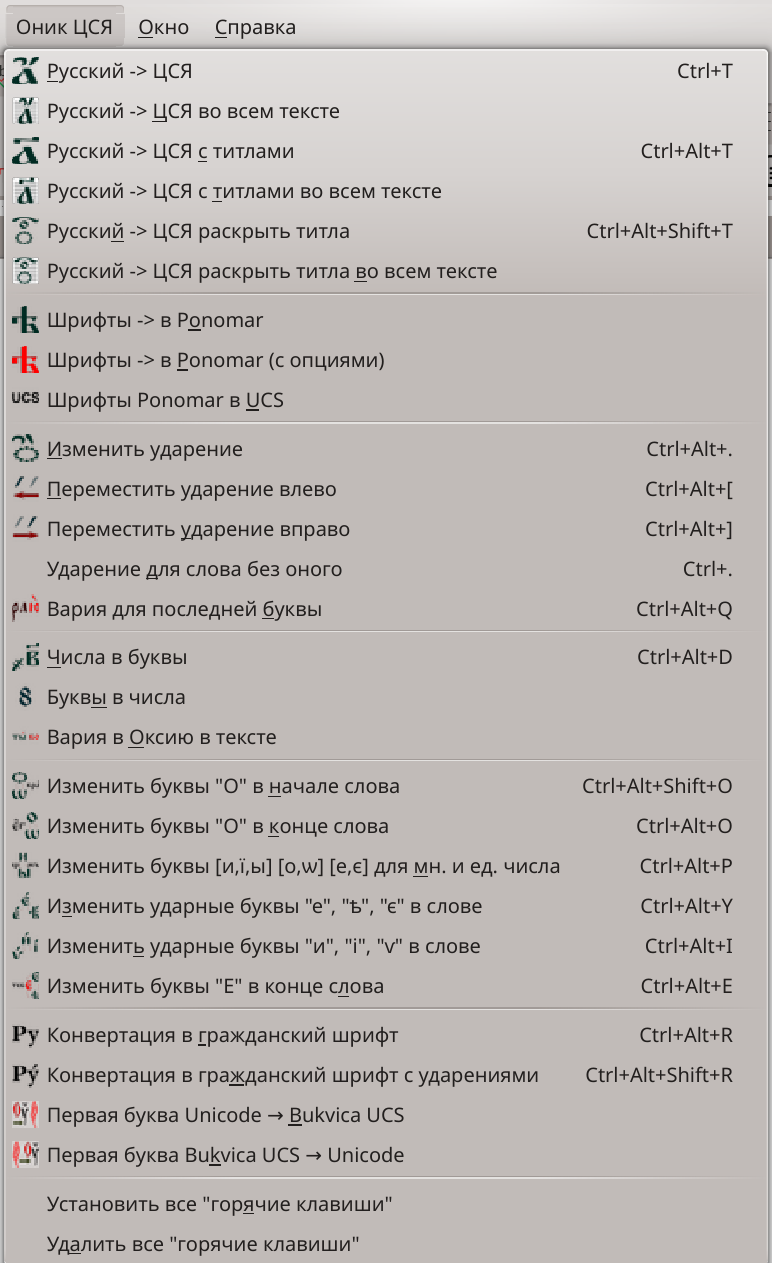 Оник ЦСЯ Окно Справка
Русский -> ЦСЯ Ctrl+T
Русский -> ЦСЯ во всем тексте
Русский -> ЦСЯ с титлами Ctrl+Alt+T
Русский -> ЦСЯ с титлами во всем тексте
Русский -> ЦСЯ раскрыть титла Ctrl+Alt+Shift+T
Русский -> ЦСЯ раскрыть титла во всем тексте
Шрифты -> в Ponomar
Шрифты -> в Ponomar (с опциями)
UCS Шрифты Ponomar в UCS
Изменить ударение Ctrl+Alt+.
Переместить ударение влево Ctrl+Alt+[
Переместить ударение вправо Ctrl+Alt+]
Ударение для слова без оного Ctrl+.
Вария для последней буквы Ctrl+Alt+Q
Числа в буквы Ctrl+Alt+D
Буквы в числа
Вария в Оксию в тексте
Изменить буквы "О" в начале слова Ctrl+Alt+Shift+O
Изменить буквы "О" в конце слова Ctrl+Alt+O
Изменить буквы [и,ї,ы] [о,ѡ] [е,є] для мн. и ед. числа Ctrl+Alt+P
Изменить ударные буквы "е", "ѣ", "є" в слове Ctrl+Alt+Y
Изменить ударные буквы "и", "і", "ѵ" в слове Ctrl+Alt+I
Изменить буквы "Е" в конце слова Ctrl+Alt+E
Ру Конвертация в гражданский шрифт Ctrl+Alt+R
Ру́ Конвертация в гражданский шрифт с ударениями Ctrl+Alt+Shift+R
Первая буква Unicode → Bukvica UCS
Первая буква Bukvica UCS → Unicode
Установить все "горячие клавиши"
Удалить все "горячие клавиши"